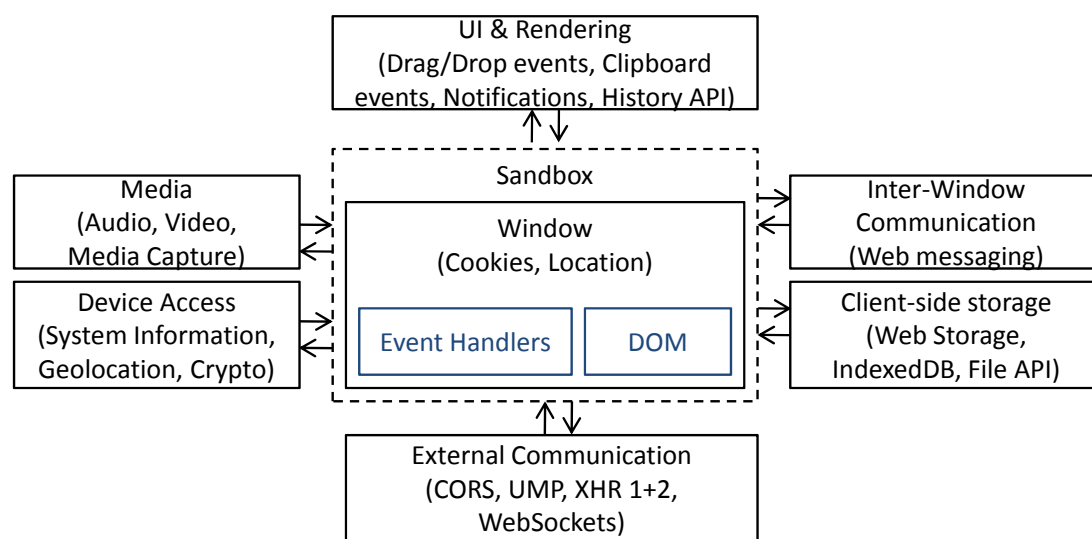 UI & Rendering
(Drag/Drop events, Clipboard
events, Notifications, History API)
Sandbox
Media
(Audio, Video,
Media Capture)
Window
(Cookies, Location)
Inter-Window
Communication
(Web messaging)
Device Access
(System Information,
Geolocation, Crypto)
Event Handlers
DOM
Client-side storage
(Web Storage,
IndexedDB, File API)
External Communication
(CORS, UMP, XHR 1+2,
WebSockets)